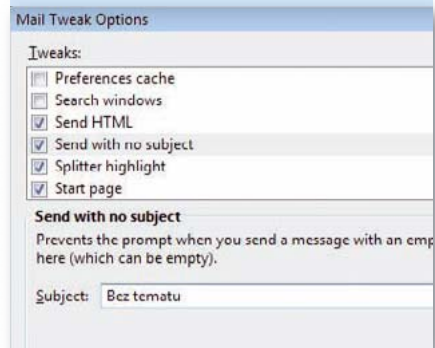 Mail Tweak Options
Tweaks:
Preferences cache
Search windows
Send HTML
Send with no subject
Splitter highlight
Start page
Send with no subject
Prevents the prompt when you send a message with an emp
here (which can be empty).
Subject: Bez tematu